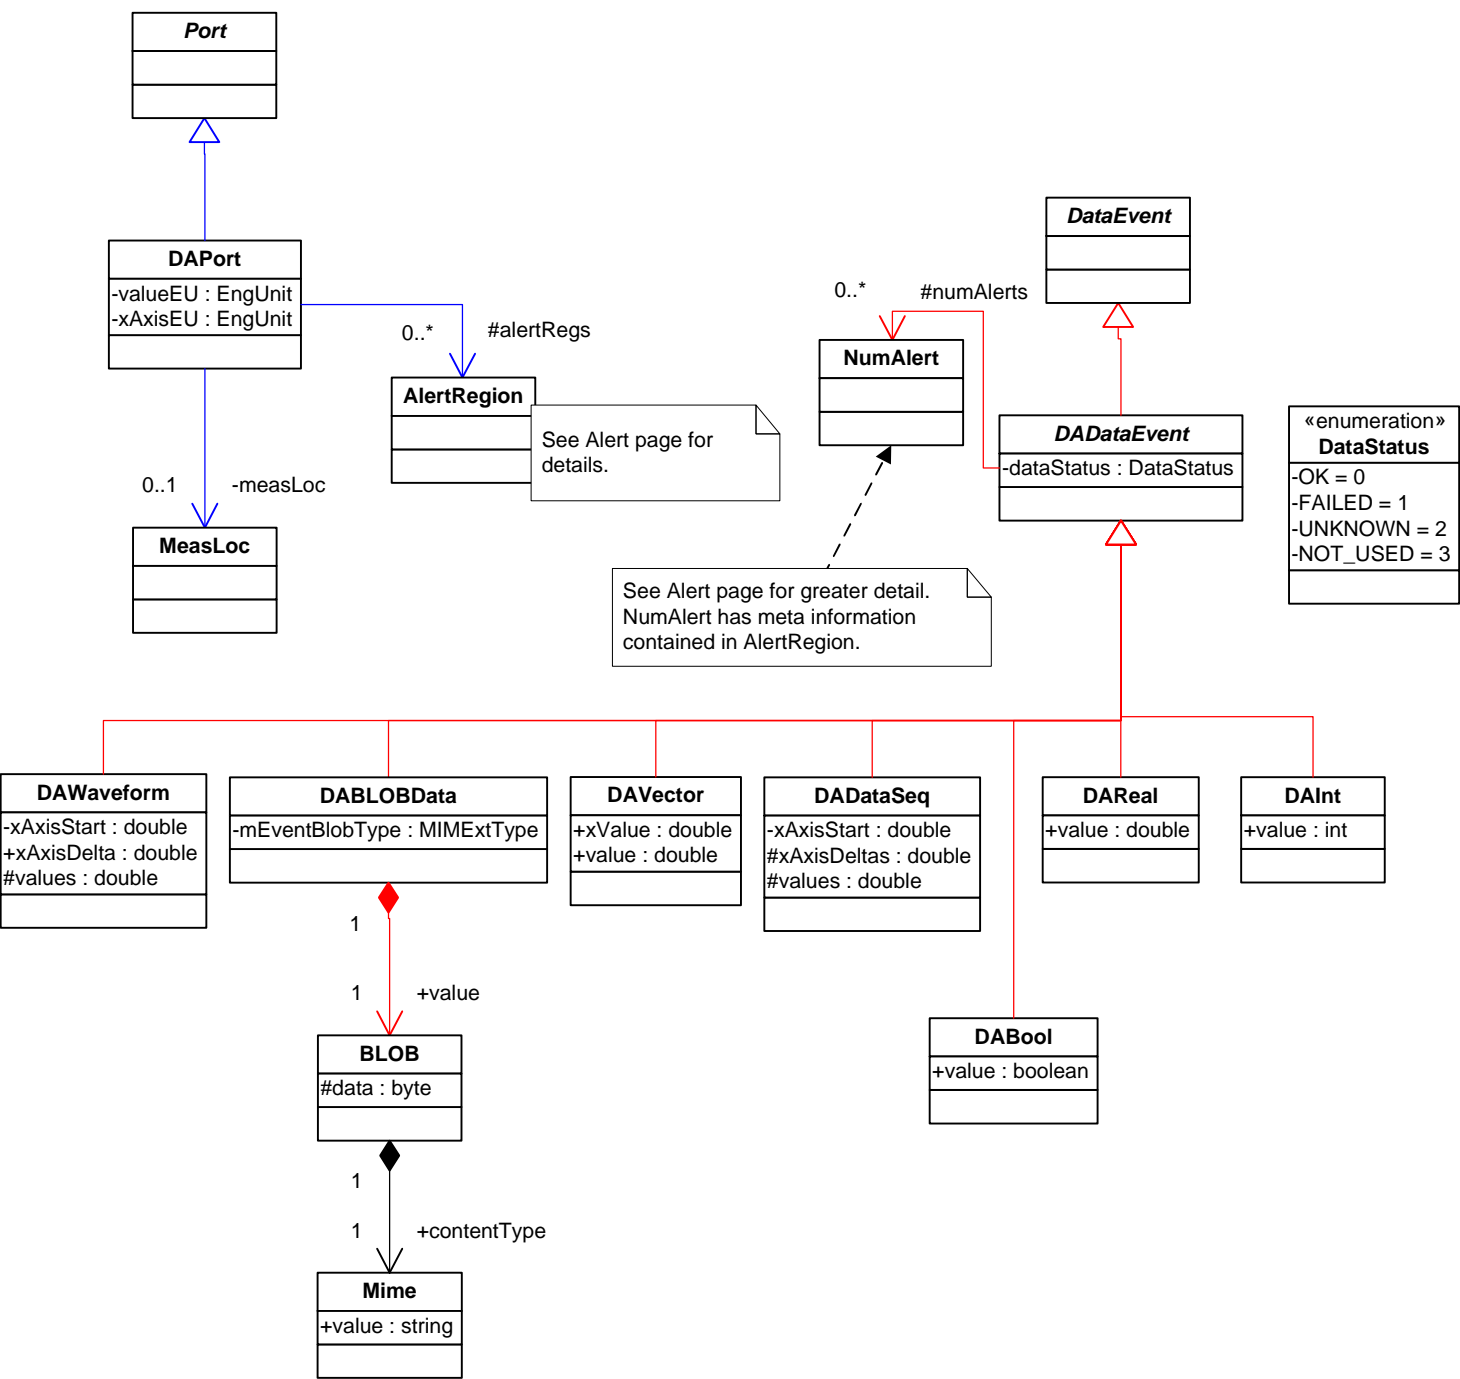 Port
DAPort
-valueEU : EngUnit
-xAxisEU : EngUnit
0..*
#alertRegs
AlertRegion
See Alert page for
details.
0..1
-measLoc
MeasLoc
DataEvent
0..*
#numAlerts
NumAlert
DADataEvent
-dataStatus : DataStatus
«enumeration»
DataStatus
-OK = 0
-FAILED = 1
-UNKNOWN = 2
-NOT_USED = 3
See Alert page for greater detail.
NumAlert has meta information
contained in AlertRegion.
DAWaveform
-xAxisStart : double
+xAxisDelta : double
#values : double
DABLOBData
-mEventBlobType : MIMExtType
DAVector
+xValue : double
+value : double
DADataSeq
-xAxisStart : double
#xAxisDeltas : double
#values : double
DAReal
+value : double
DAInt
+value : int
1
1
+value
BLOB
#data : byte
DABool
+value : boolean
1
1
+contentType
Mime
+value : string